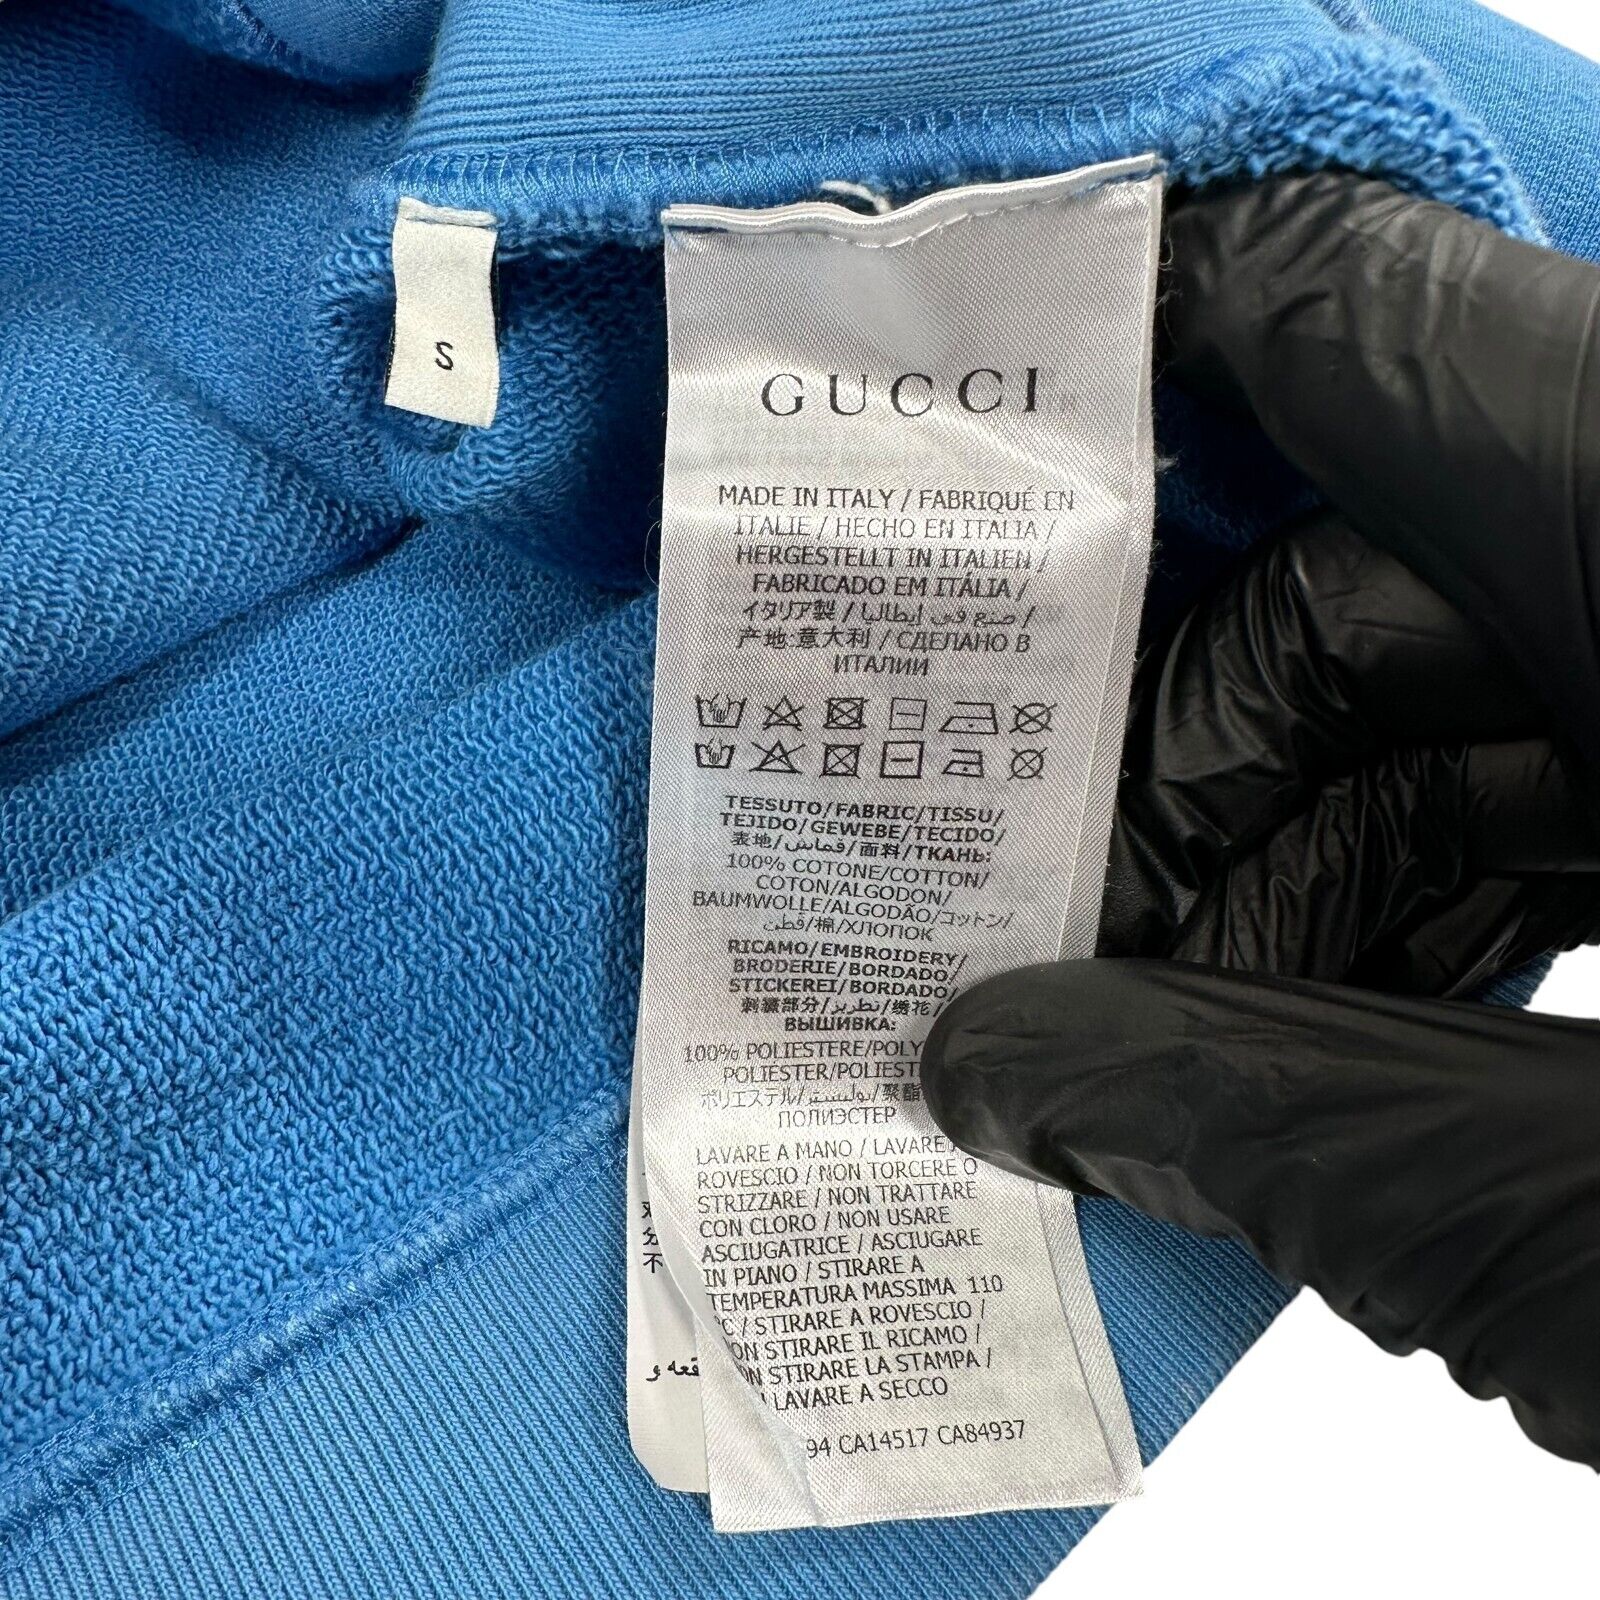 S
GUCCI
MADE IN ITALY / FABRIQUÉ EN
ITALIE / HECHO EN ITALIA /
HERGESTELLT IN ITALIEN /
FABRICADO EM ITÁLIA /
イタリア製 / صنع في إيطاليا /
产地:意大利 / СДЕЛАНО В
ИТАЛИИ
TESSUTO/FABRIC/TISSU/
TEJIDO/GEWEBE/TECIDO/
表地/قماش/面料/ТКАНЬ:
100% COTONE/COTTON/
COTON/ALGODON/
BAUMWOLLE/ALGODÃO/コットン/
قطن/棉/ХЛОПОК
RICAMO/EMBROIDERY/
BRODERIE/BORDADO/
STICKEREI/BORDADO/
刺繍部分/تطريز/绣花/
ВЫШИВКА:
100% POLIESTERE/POLY
POLIESTER/POLIEST
ポリエステル/بوليستر/聚酯
ПОЛИЭСТЕР
LAVARE A MANO / LAVARE
ROVESCIO / NON TORCERE O
STRIZZARE / NON TRATTARE
CON CLORO / NON USARE
ASCIUGATRICE / ASCIUGARE
IN PIANO / STIRARE A
TEMPERATURA MASSIMA 110
°C / STIRARE A ROVESCIO /
ON STIRARE IL RICAMO /
ON STIRARE LA STAMPA /
LAVARE A SECCO
94 CA14517 CA84937
分
不